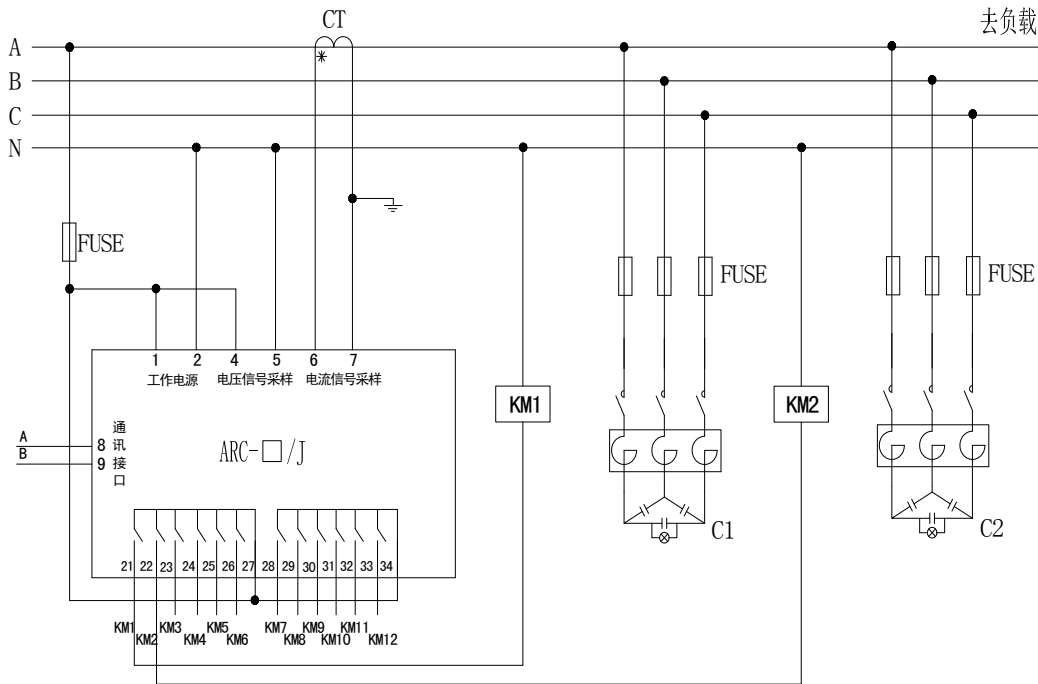 去负载
CT
A
*
B
C
N
FUSE
FUSE
FUSE
1 2 4 5 6 7
工作电源 电压信号采样 电流信号采样
KM1
KM2
A
B
8
9
通讯接口
ARC-□/J
C1
C2
21 22 23 24 25 26 27 28 29 30 31 32 33 34
KM1 KM3 KM5 KM7 KM9 KM11
KM2 KM4 KM6 KM8 KM10 KM12